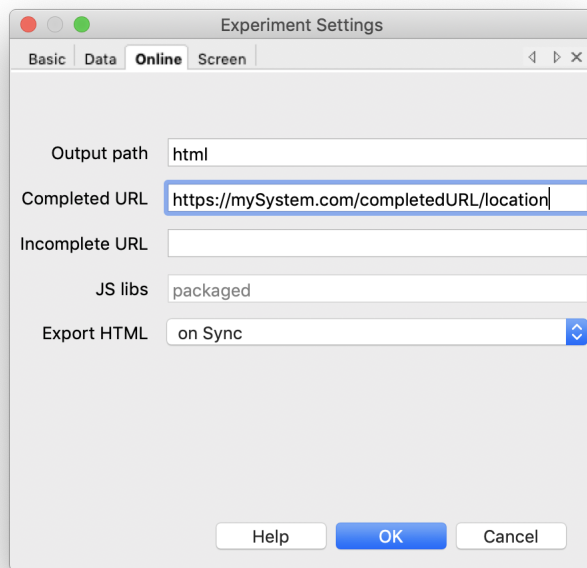 Experiment Settings
Basic Data Online Screen
Output path html
Completed URL https://mySystem.com/completedURL/location
Incomplete URL
JS libs packaged
Export HTML on Sync
Help OK Cancel